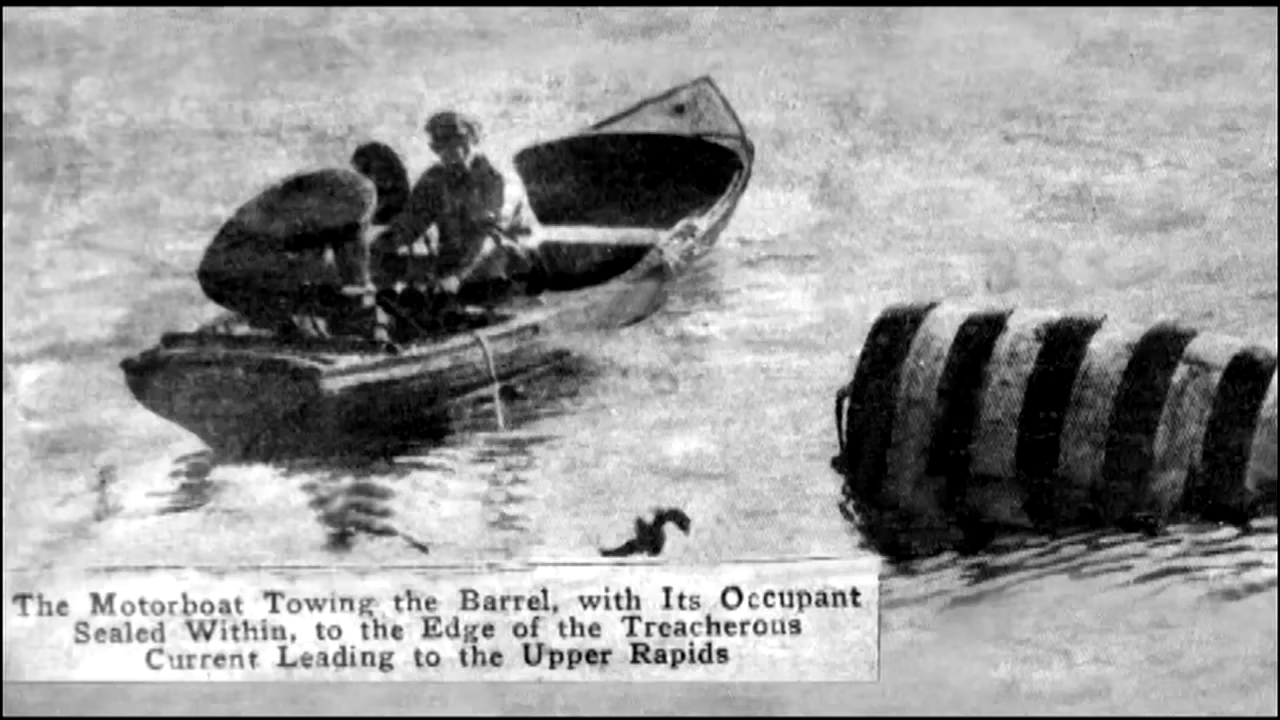 The Motorboat Towing the Barrel, with Its Occupant
Sealed Within, to the Edge of the Treacherous
Current Leading to the Upper Rapids